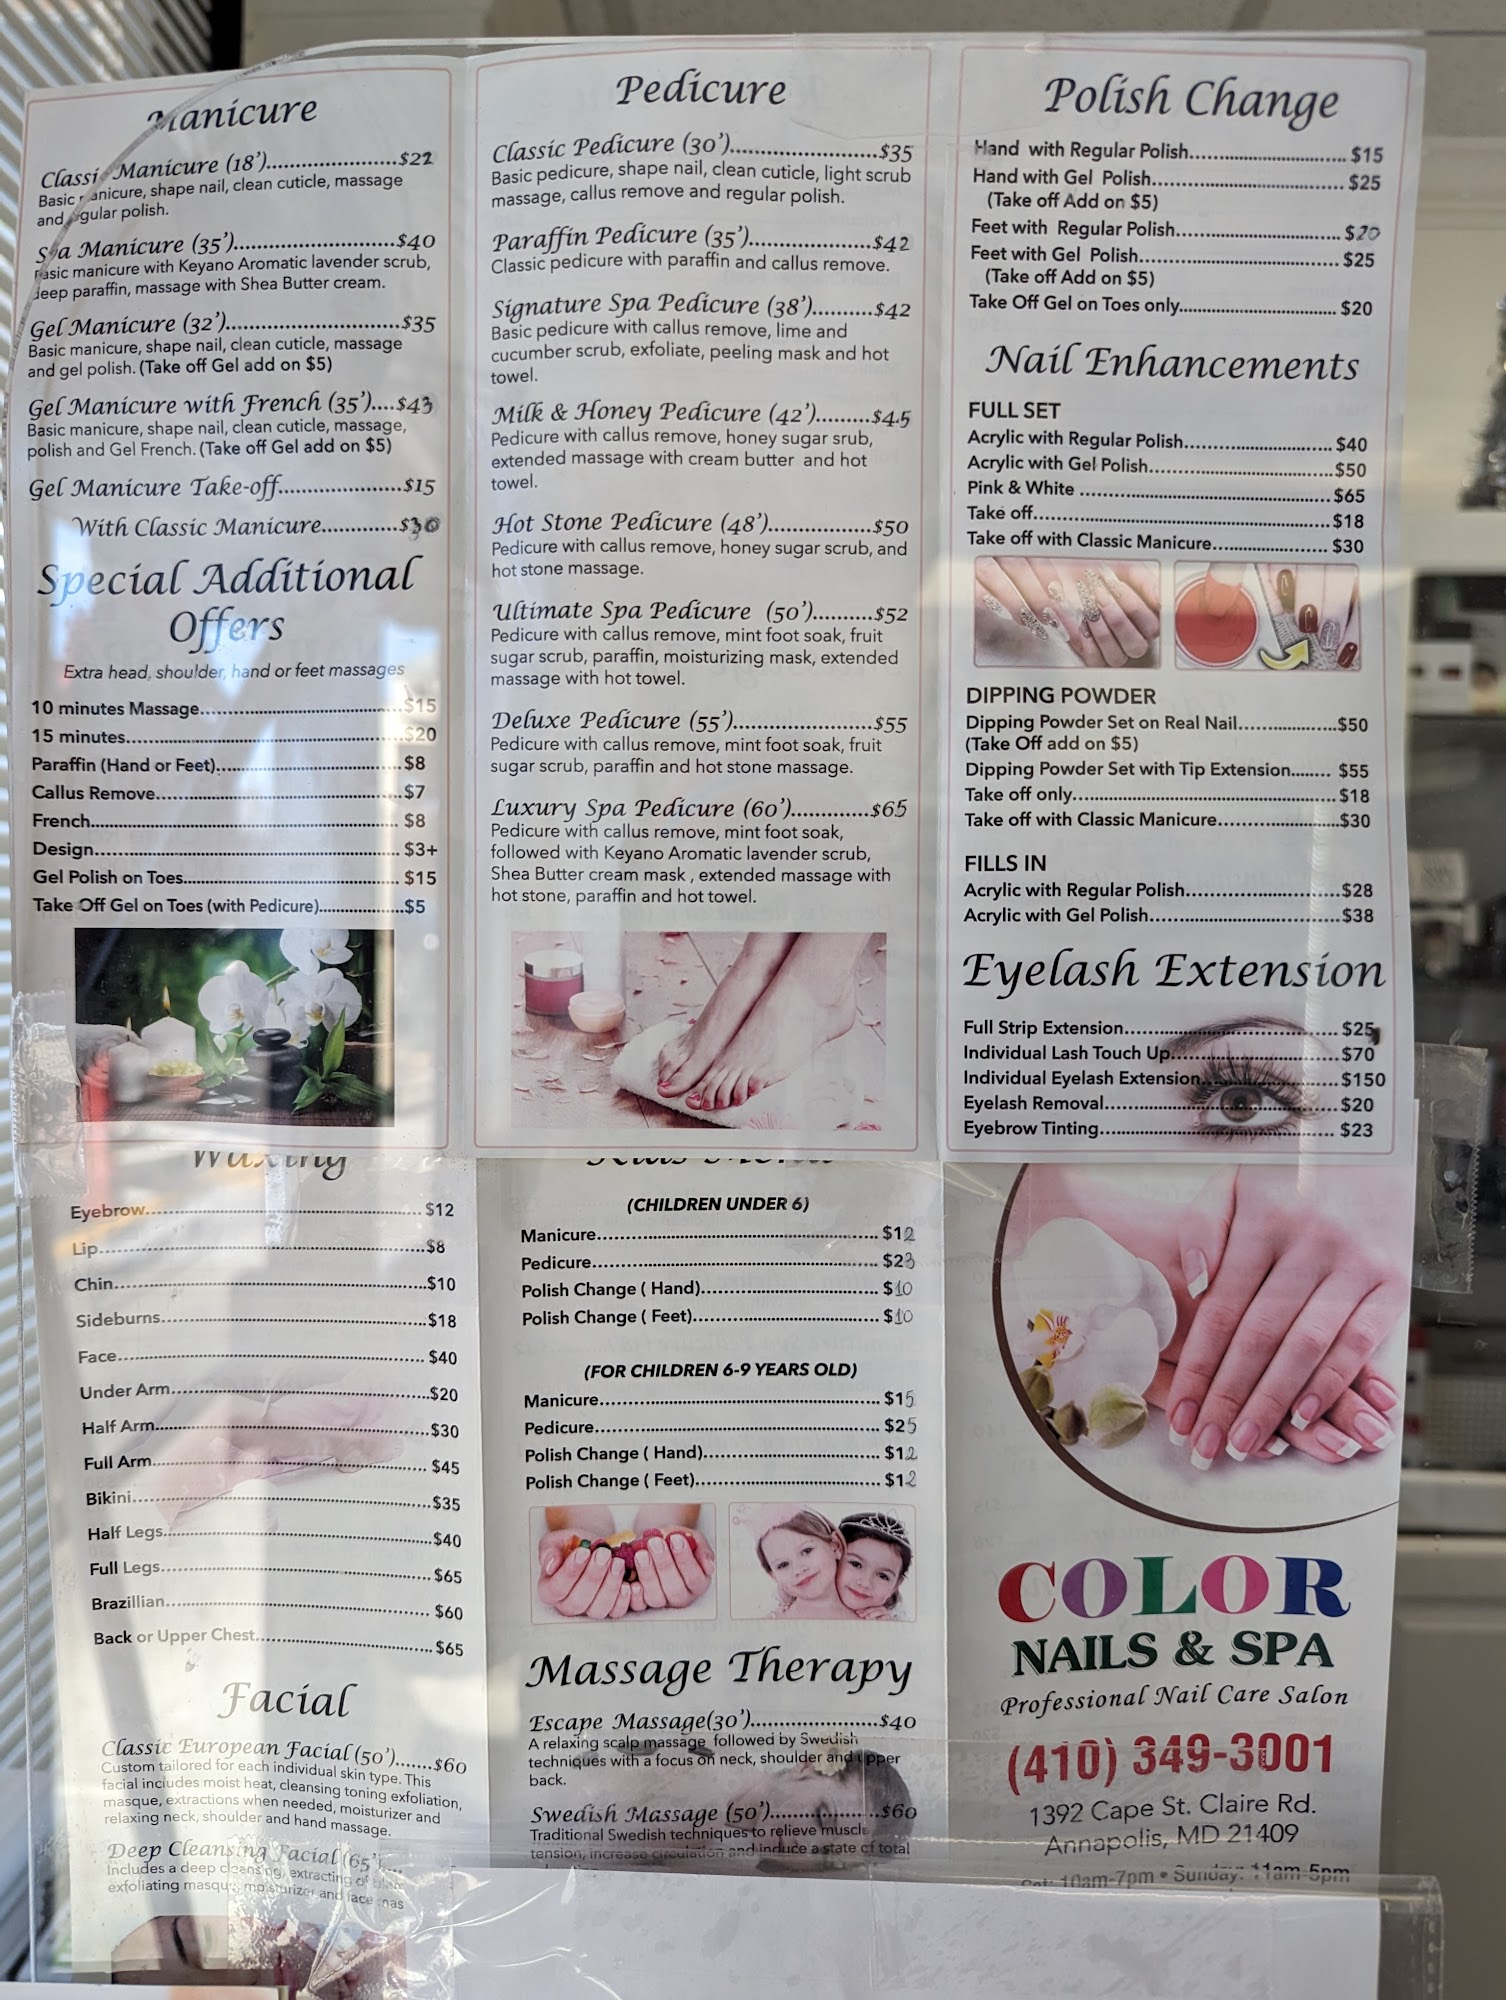 Manicure
Classic Manicure (18')........................$22
Basic manicure, shape nail, clean cuticle, massage
and regular polish.
Spa Manicure (35')..............................$40
Basic manicure with Keyano Aromatic lavender scrub,
deep paraffin, massage with Shea Butter cream.
Gel Manicure (32')................................$35
Basic manicure, shape nail, clean cuticle, massage
and gel polish. (Take off Gel add on $5)
Gel Manicure with French (35')....$43
Basic manicure, shape nail, clean cuticle, massage,
polish and Gel French. (Take off Gel add on $5)
Gel Manicure Take-off.......................$15
With Classic Manicure.............$30
Special Additional
Offers
Extra head, shoulder, hand or feet massages
10 minutes Massage....................................$15
15 minutes..................................................$20
Paraffin (Hand or Feet).................................$8
Callus Remove.............................................$7
French......................................................... $8
Design......................................................... $3+
Gel Polish on Toes........................................ $15
Take Off Gel on Toes (with Pedicure)................$5
Pedicure
Classic Pedicure (30')...........................$35
Basic pedicure, shape nail, clean cuticle, light scrub
massage, callus remove and regular polish.
Paraffin Pedicure (35').......................$42
Classic pedicure with paraffin and callus remove.
Signature Spa Pedicure (38')...........$42
Basic pedicure with callus remove, lime and
cucumber scrub, exfoliate, peeling mask and hot
towel.
Milk & Honey Pedicure (42').........$45
Pedicure with callus remove, honey sugar srub,
extended massage with cream butter and hot
towel.
Hot Stone Pedicure (48')...................$50
Pedicure with callus remove, honey sugar scrub, and
hot stone massage.
Ultimate Spa Pedicure (50')...........$52
Pedicure with callus remove, mint foot soak, fruit
sugar scrub, paraffin, moisturizing mask, extended
massage with hot towel.
Deluxe Pedicure (55')..........................$55
Pedicure with callus remove, mint foot soak, fruit
sugar scrub, paraffin and hot stone massage.
Luxury Spa Pedicure (60')..............$65
Pedicure with callus remove, mint foot soak,
followed with Keyano Aromatic lavender scrub,
Shea Butter cream mask , extended massage with
hot stone, paraffin and hot towel.
Polish Change
Hand with Regular Polish............................ $15
Hand with Gel Polish................................... $25
(Take off Add on $5)
Feet with Regular Polish.............................. $20
Feet with Gel Polish..................................... $25
(Take off Add on $5)
Take Off Gel on Toes only............................. $20
Nail Enhancements
FULL SET
Acrylic with Regular Polish........................... $40
Acrylic with Gel Polish..................................$50
Pink & White .............................................. $65
Take off....................................................... $18
Take off with Classic Manicure..................... $30
DIPPING POWDER
Dipping Powder Set on Real Nail.................$50
(Take Off add on $5)
Dipping Powder Set with Tip Extension........ $55
Take off only................................................$18
Take off with Classic Manicure......................$30
FILLS IN
Acrylic with Regular Polish............................$28
Acrylic with Gel Polish..................................$38
Eyelash Extension
Full Strip Extension...................................... $25
Individual Lash Touch Up..............................$70
Individual Eyelash Extension........................$150
Eyelash Removal......................................... $20
Eyebrow Tinting.......................................... $23
Waxing
Eyebrow..................................................... $12
Lip...............................................................$8
Chin............................................................$10
Sideburns....................................................$18
Face........................................................... $40
Under Arm..................................................$20
Half Arm.....................................................$30
Full Arm..................................................... $45
Bikini..........................................................$35
Half Legs....................................................$40
Full Legs.................................................... $65
Brazillian.................................................... $60
Back or Upper Chest................................... $65
Facial
Classic European Facial (50').......$60
Custom tailored for each individual skin type. This
facial includes moist heat, cleansing toning exfoliation,
masque, extractions when needed, moisturizer and
relaxing neck, shoulder and hand massage.
Deep Cleansing Facial (65')...
Includes a deep cleansing, extracting of
exfoliating masque, moisturizer and face mas
Kids Menu
(CHILDREN UNDER 6)
Manicure...................................................... $12
Pedicure....................................................... $23
Polish Change ( Hand)................................... $10
Polish Change ( Feet)..................................... $10
(FOR CHILDREN 6-9 YEARS OLD)
Manicure...................................................... $15
Pedicure....................................................... $25
Polish Change ( Hand)................................... $12
Polish Change ( Feet)..................................... $12
Massage Therapy
Escape Massage(30')........................$40
A relaxing scalp massage followed by Swedish
techniques with a focus on neck, shoulder and upper
back.
Swedish Massage (50').....................$60
Traditional Swedish techniques to relieve muscle
tension, increase circulation and induce a state of total
COLOR
NAILS & SPA
Professional Nail Care Salon
(410) 349-3001
1392 Cape St. Claire Rd.
Annapolis, MD 21409
Sat: 10am-7pm • Sunday: 11am-5pm